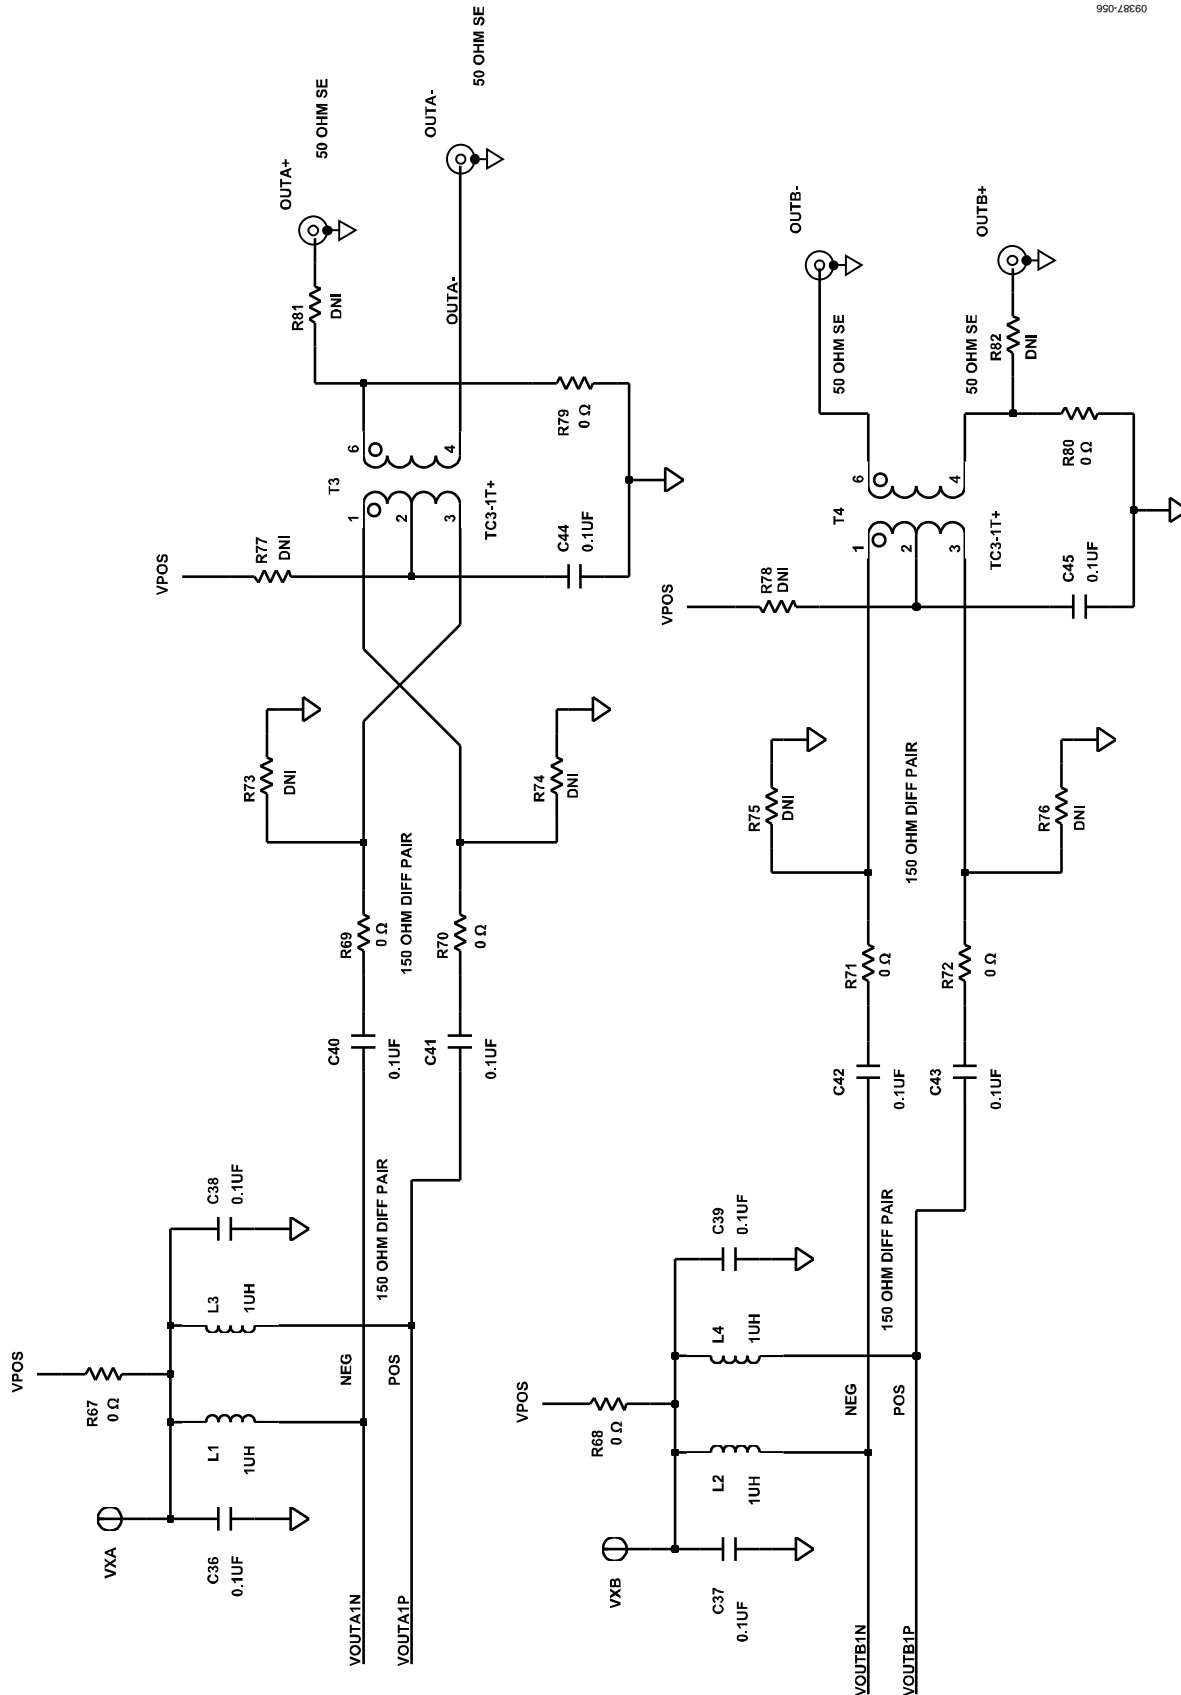 09387-056
50 OHM SE
OUTA-
50 OHM SE
OUTA+
R81
DNI
OUTA-
R79
0 Ω
6
4
T3
1
2
3
TC3-1T+
VPOS
R77
DNI
C44
0.1UF
R73
DNI
R74
DNI
150 OHM DIFF PAIR
R69
0 Ω
R70
0 Ω
C40
0.1UF
C41
0.1UF
150 OHM DIFF PAIR
C38
0.1UF
L3
1UH
VPOS
R67
0 Ω
L1
1UH
NEG
POS
VXA
C36
0.1UF
VOUTA1N
VOUTA1P
OUTB-
OUTB+
50 OHM SE
50 OHM SE
R82
DNI
R80
0 Ω
6
4
T4
1
2
3
TC3-1T+
VPOS
R78
DNI
C45
0.1UF
R75
DNI
R76
DNI
150 OHM DIFF PAIR
R71
0 Ω
R72
0 Ω
C42
0.1UF
C43
0.1UF
150 OHM DIFF PAIR
C39
0.1UF
L4
1UH
VPOS
R68
0 Ω
L2
1UH
NEG
POS
VXB
C37
0.1UF
VOUTB1N
VOUTB1P